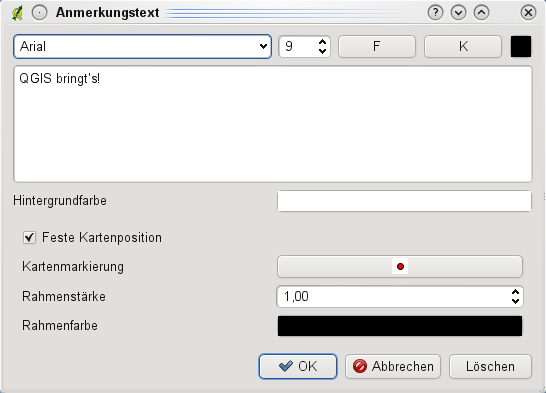 Anmerkungstext
Arial 9 F K
QGIS bringt's!
Hintergrundfarbe
Feste Kartenposition
Kartenmarkierung
Rahmenstärke 1,00
Rahmenfarbe
OK Abbrechen Löschen